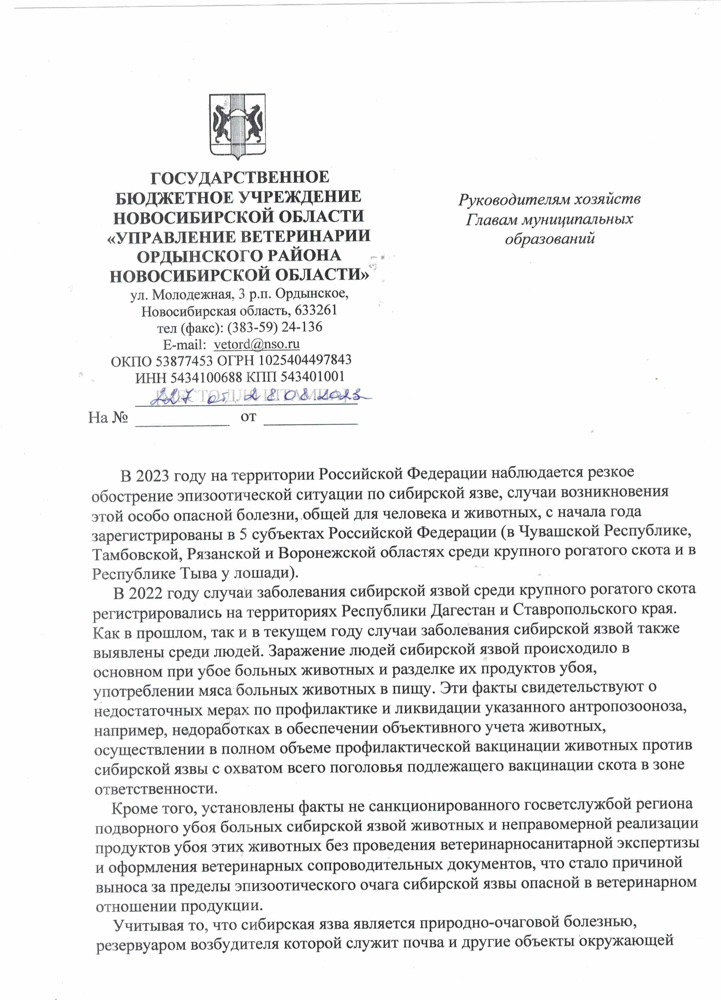 ГОСУДАРСТВЕННОЕ
БЮДЖЕТНОЕ УЧРЕЖДЕНИЕ
НОВОСИБИРСКОЙ ОБЛАСТИ
«УПРАВЛЕНИЕ ВЕТЕРИНАРИИ
ОРДЫНСКОГО РАЙОНА
НОВОСИБИРСКОЙ ОБЛАСТИ»
ул. Молодежная, 3 р.п. Ордынское,
Новосибирская область, 633261
тел (факс): (383-59) 24-136
E-mail: vetord@nso.ru
ОКПО 53877453 ОГРН 1025404497843
ИНН 5434100688 КПП 543401001
[МЕСТО ДЛЯ ШТАМПА]
227 от 28.08.2023
На № от
Руководителям хозяйств
Главам муниципальных
образований
В 2023 году на территории Российской Федерации наблюдается резкое
обострение эпизоотической ситуации по сибирской язве, случаи возникновения
этой особо опасной болезни, общей для человека и животных, с начала года
зарегистрированы в 5 субъектах Российской Федерации (в Чувашской Республике,
Тамбовской, Рязанской и Воронежской областях среди крупного рогатого скота и в
Республике Тыва у лошади).
В 2022 году случаи заболевания сибирской язвой среди крупного рогатого скота
регистрировались на территориях Республики Дагестан и Ставропольского края.
Как в прошлом, так и в текущем году случаи заболевания сибирской язвой также
выявлены среди людей. Заражение людей сибирской язвой происходило в
основном при убое больных животных и разделке их продуктов убоя,
употреблении мяса больных животных в пищу. Эти факты свидетельствуют о
недостаточных мерах по профилактике и ликвидации указанного антропозооноза,
например, недоработках в обеспечении объективного учета животных,
осуществлении в полном объеме профилактической вакцинации животных против
сибирской язвы с охватом всего поголовья подлежащего вакцинации скота в зоне
ответственности.
Кроме того, установлены факты не санкционированного госветслужбой региона
подворного убоя больных сибирской язвой животных и неправомерной реализации
продуктов убоя этих животных без проведения ветеринарносанитарной экспертизы
и оформления ветеринарных сопроводительных документов, что стало причиной
выноса за пределы эпизоотического очага сибирской язвы опасной в ветеринарном
отношении продукции.
Учитывая то, что сибирская язва является природно-очаговой болезнью,
резервуаром возбудителя которой служит почва и другие объекты окружающей